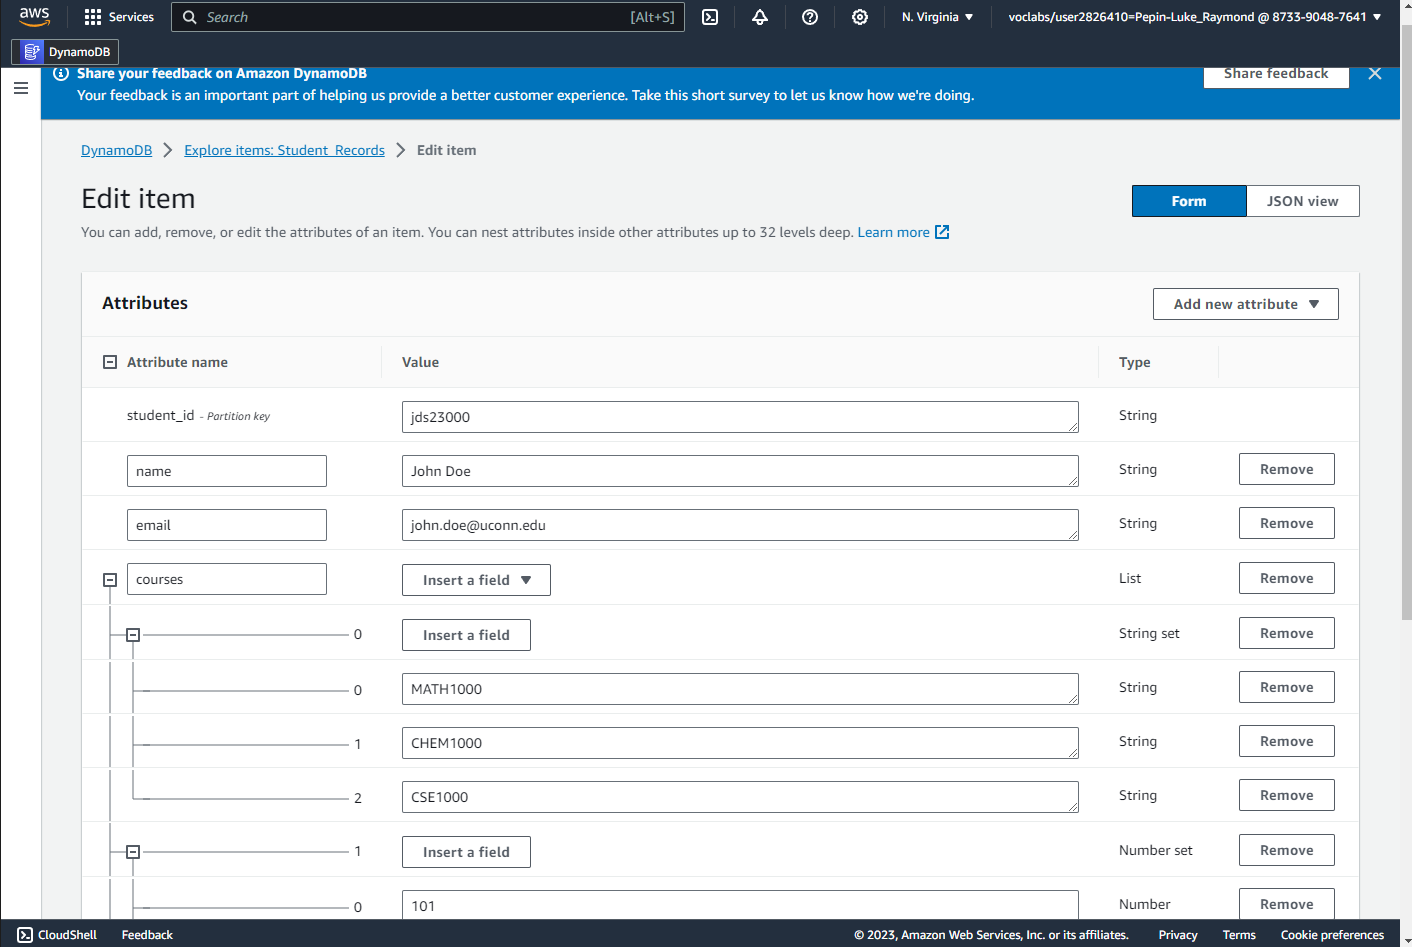 aws
Services
Search
[Alt+S]
N. Virginia
voclabs/user2826410=Pepin-Luke_Raymond @ 8733-9048-7641
DynamoDB
Share your feedback on Amazon DynamoDB
Your feedback is an important part of helping us provide a better customer experience. Take this short survey to let us know how we're doing.
Share feedback
DynamoDB > Explore items: Student_Records > Edit item
Edit item
Form
JSON view
You can add, remove, or edit the attributes of an item. You can nest attributes inside other attributes up to 32 levels deep. Learn more
Attributes
Add new attribute
Attribute name Value Type
student_id - Partition key jds23000 String
name John Doe String Remove
email john.doe@uconn.edu String Remove
courses Insert a field List Remove
0 Insert a field String set Remove
0 MATH1000 String Remove
1 CHEM1000 String Remove
2 CSE1000 String Remove
1 Insert a field Number set Remove
0 101 Number Remove
CloudShell Feedback © 2023, Amazon Web Services, Inc. or its affiliates. Privacy Terms Cookie preferences